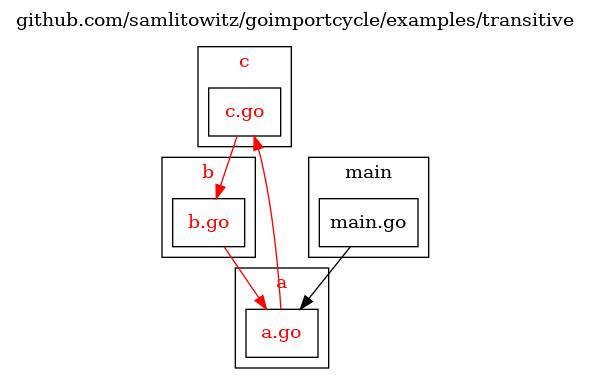 github.com/samlitowitz/goimportcycle/examples/transitive
c
c.go
b
b.go
main
main.go
a
a.go